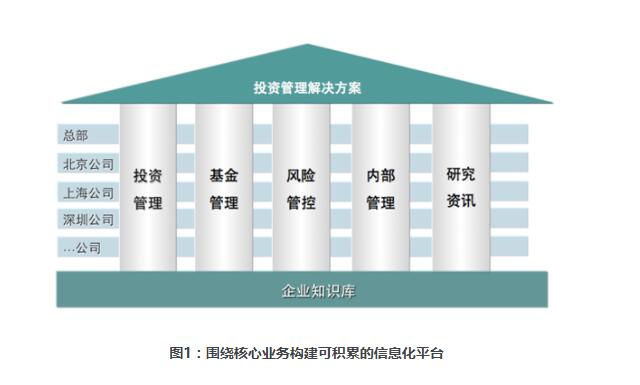 投资管理解决方案
总部
北京公司
上海公司
深圳公司
…公司
投资
管理
基金
管理
风险
管控
内部
管理
研究
资讯
企业知识库
图1：围绕核心业务构建可积累的信息化平台